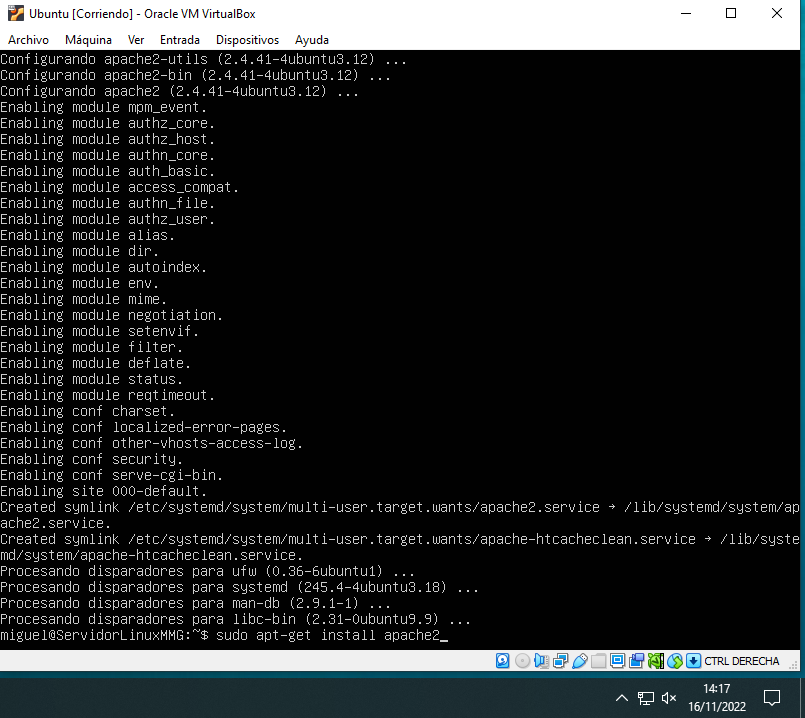 Ubuntu [Corriendo] - Oracle VM VirtualBox
Archivo Máquina Ver Entrada Dispositivos Ayuda
Configurando apache2-utils (2.4.41-4ubuntu3.12) ...
Configurando apache2-bin (2.4.41-4ubuntu3.12) ...
Configurando apache2 (2.4.41-4ubuntu3.12) ...
Enabling module mpm_event.
Enabling module authz_core.
Enabling module authz_host.
Enabling module authn_core.
Enabling module auth_basic.
Enabling module access_compat.
Enabling module authn_file.
Enabling module authz_user.
Enabling module alias.
Enabling module dir.
Enabling module autoindex.
Enabling module env.
Enabling module mime.
Enabling module negotiation.
Enabling module setenvif.
Enabling module filter.
Enabling module deflate.
Enabling module status.
Enabling module reqtimeout.
Enabling conf charset.
Enabling conf localized-error-pages.
Enabling conf other-vhosts-access-log.
Enabling conf security.
Enabling conf serve-cgi-bin.
Enabling site 000-default.
Created symlink /etc/systemd/system/multi-user.target.wants/apache2.service → /lib/systemd/system/ap
ache2.service.
Created symlink /etc/systemd/system/multi-user.target.wants/apache-htcacheclean.service → /lib/syste
md/system/apache-htcacheclean.service.
Procesando disparadores para ufw (0.36-6ubuntu1) ...
Procesando disparadores para systemd (245.4-4ubuntu3.18) ...
Procesando disparadores para man-db (2.9.1-1) ...
Procesando disparadores para libc-bin (2.31-0ubuntu9.9) ...
miguel@ServidorLinuxMMG:~$ sudo apt-get install apache2_
CTRL DERECHA
14:17
16/11/2022